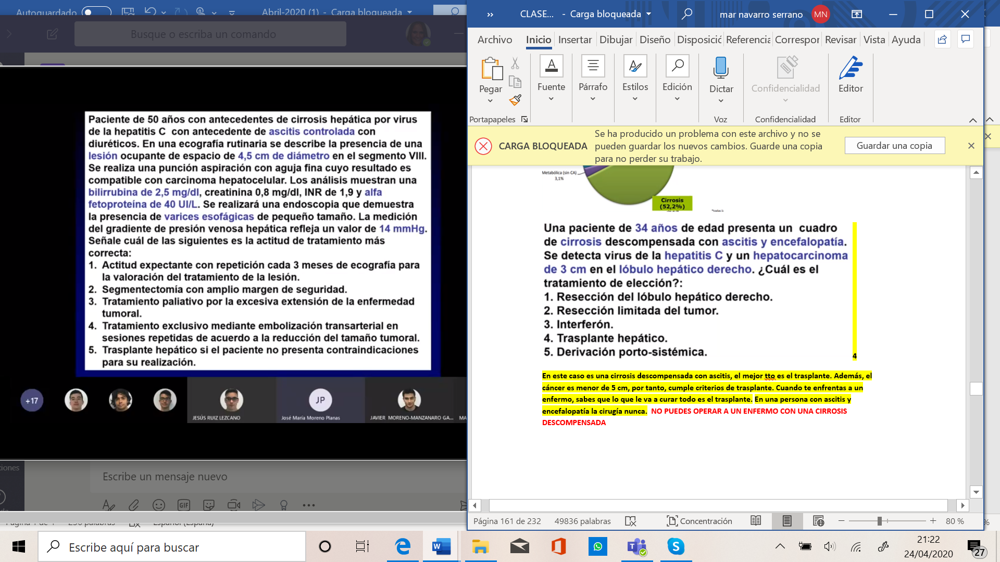 Autoguardado
Abril-2020 (1) - Carga bloqueada
Busque o escriba un comando
Paciente de 50 años con antecedentes de cirrosis hepática por virus
de la hepatitis C con antecedente de ascitis controlada con
diuréticos. En una ecografía rutinaria se describe la presencia de una
lesión ocupante de espacio de 4,5 cm de diámetro en el segmento VIII.
Se realiza una punción aspiración con aguja fina cuyo resultado es
compatible con carcinoma hepatocelular. Los análisis muestran una
bilirrubina de 2,5 mg/dl, creatinina 0,8 mg/dl, INR de 1,9 y alfa
fetoproteína de 40 UI/L. Se realizará una endoscopia que demuestra
la presencia de varices esofágicas de pequeño tamaño. La medición
del gradiente de presión venosa hepática refleja un valor de 14 mmHg.
Señale cuál de las siguientes es la actitud de tratamiento más
correcta:
1. Actitud expectante con repetición cada 3 meses de ecografía para
la valoración del tratamiento de la lesión.
2. Segmentectomía con amplio margen de seguridad.
3. Tratamiento paliativo por la excesiva extensión de la enfermedad
tumoral.
4. Tratamiento exclusivo mediante embolización transarterial en
sesiones repetidas de acuerdo a la reducción del tamaño tumoral.
5. Trasplante hepático si el paciente no presenta contraindicaciones
para su realización.
+17
JP
JESÚS RUIZ LEZCANO
José María Moreno Planas
JAVIER MORENO-MANZANARO GA...
MA
ciones
Escribe un mensaje nuevo
GIF
Página 1 de 4 236 palabras Español (España)
CLASE... - Carga bloqueada
mar navarro serrano
MN
Archivo Inicio Insertar Dibujar Diseño Disposició Referencia Correspor Revisar Vista Ayuda
Pegar
Fuente
Párrafo
Estilos
Edición
Dictar
Confidencialidad
Editor
Portapapeles
Voz
Confidencialidad
Editor
CARGA BLOQUEADA
Se ha producido un problema con este archivo y no se
pueden guardar los nuevos cambios. Guarde una copia
para no perder su trabajo.
Guardar una copia
Metabólica (sin CA)
3,1%
Cirrosis
(52,2%)
Una paciente de 34 años de edad presenta un cuadro
de cirrosis descompensada con ascitis y encefalopatía.
Se detecta virus de la hepatitis C y un hepatocarcinoma
de 3 cm en el lóbulo hepático derecho. ¿Cuál es el
tratamiento de elección?:
1. Resección del lóbulo hepático derecho.
2. Resección limitada del tumor.
3. Interferón.
4. Trasplante hepático.
5. Derivación porto-sistémica.
4
En este caso es una cirrosis descompensada con ascitis, el mejor tto es el trasplante. Además, el
cáncer es menor de 5 cm, por tanto, cumple criterios de trasplante. Cuando te enfrentas a un
enfermo, sabes que lo que le va a curar todo es el trasplante. En una persona con ascitis y
encefalopatía la cirugía nunca. NO PUEDES OPERAR A UN ENFERMO CON UNA CIRROSIS
DESCOMPENSADA
Página 161 de 232 49836 palabras Concentración 80 %
%
Escribe aquí para buscar
21:22
24/04/2020
27